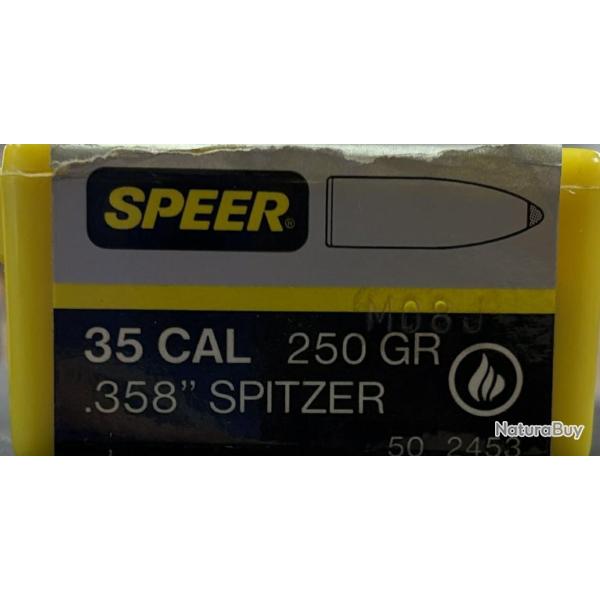 SPEER®
M08J
35 CAL 250 GR
.358” SPITZER
50 2453
NaturaBuy